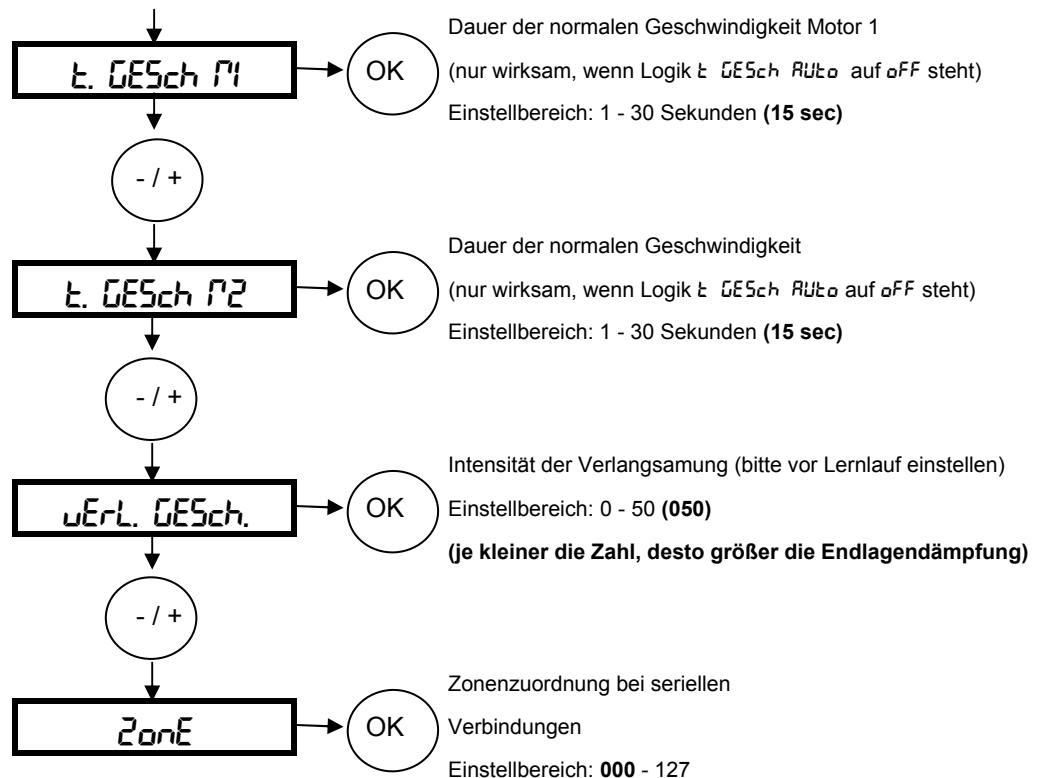 Dauer der normalen Geschwindigkeit Motor 1
t. GESch M1
OK
(nur wirksam, wenn Logik t GESch AUto auf oFF steht)
Einstellbereich: 1 - 30 Sekunden (15 sec)
- / +
Dauer der normalen Geschwindigkeit
t. GESch M2
OK
(nur wirksam, wenn Logik t GESch AUto auf oFF steht)
Einstellbereich: 1 - 30 Sekunden (15 sec)
- / +
Intensität der Verlangsamung (bitte vor Lernlauf einstellen)
vErL. GESch.
OK
Einstellbereich: 0 - 50 (050)
(je kleiner die Zahl, desto größer die Endlagendämpfung)
- / +
Zonenzuordnung bei seriellen
ZonE
OK
Verbindungen
Einstellbereich: 000 - 127